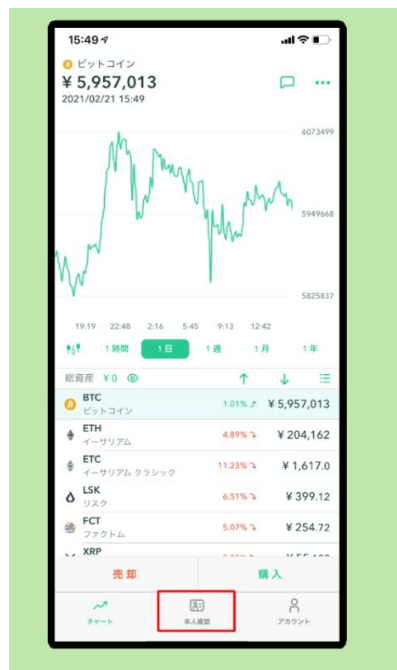 15:49
ビットコイン
¥ 5,957,013
2021/02/21 15:49
6073499
5949668
5825837
19:19 22:48 2:16 5:45 9:13 12:42
1時間 1日 1週 1月 1年
総資産 ¥0
BTC
ビットコイン
1.01% ¥ 5,957,013
ETH
イーサリアム
4.89% ¥ 204,162
ETC
イーサリアム クラシック
11.23% ¥ 1,617.0
LSK
リスク
6.51% ¥ 399.12
FCT
ファクトム
5.07% ¥ 254.72
XRP
売却 購入
チャート 本人確認 アカウント